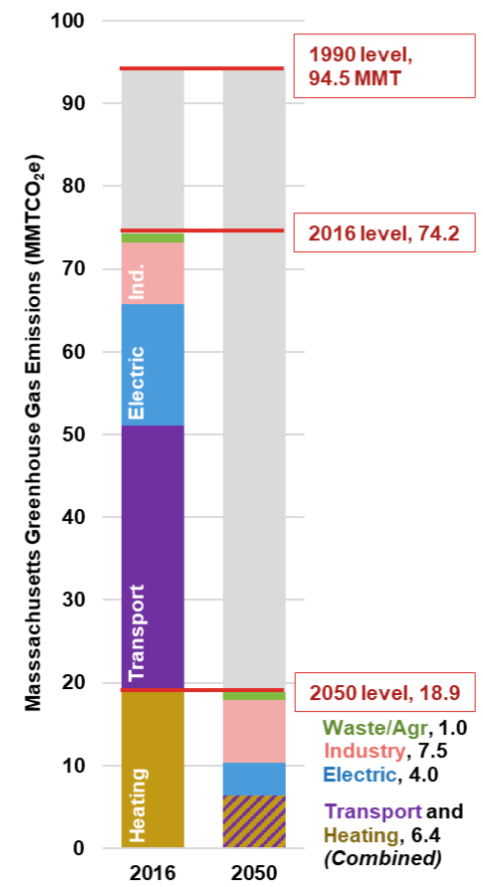 Masssachusetts Greenhouse Gas Emissions (MMTCO₂e)
100
90
80
70
60
50
40
30
20
10
0
1990 level,
94.5 MMT
2016 level, 74.2
2050 level, 18.9
Ind.
Electric
Transport
Heating
Waste/Agr, 1.0
Industry, 7.5
Electric, 4.0
Transport and
Heating, 6.4
(Combined)
2016
2050